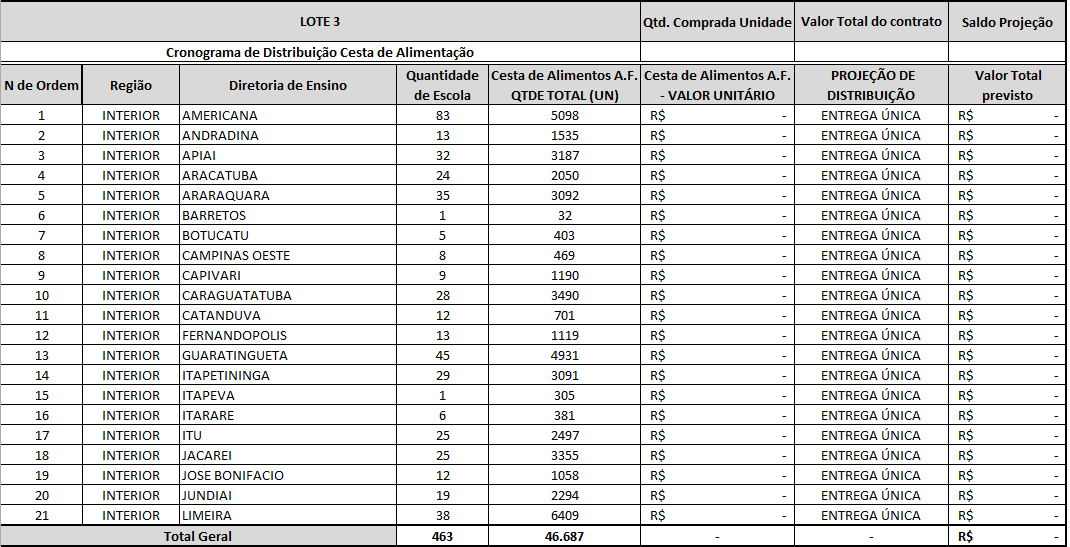 LOTE 3 Qtd. Comprada Unidade Valor Total do contrato Saldo Projeção
Cronograma de Distribuição Cesta de Alimentação
N de Ordem Região Diretoria de Ensino Quantidade de Escola Cesta de Alimentos A.F. QTDE TOTAL (UN) Cesta de Alimentos A.F. - VALOR UNITÁRIO PROJEÇÃO DE DISTRIBUIÇÃO Valor Total previsto
1 INTERIOR AMERICANA 83 5098 R$ - ENTREGA ÚNICA R$ -
2 INTERIOR ANDRADINA 13 1535 R$ - ENTREGA ÚNICA R$ -
3 INTERIOR APIAI 32 3187 R$ - ENTREGA ÚNICA R$ -
4 INTERIOR ARACATUBA 24 2050 R$ - ENTREGA ÚNICA R$ -
5 INTERIOR ARARAQUARA 35 3092 R$ - ENTREGA ÚNICA R$ -
6 INTERIOR BARRETOS 1 32 R$ - ENTREGA ÚNICA R$ -
7 INTERIOR BOTUCATU 5 403 R$ - ENTREGA ÚNICA R$ -
8 INTERIOR CAMPINAS OESTE 8 469 R$ - ENTREGA ÚNICA R$ -
9 INTERIOR CAPIVARI 9 1190 R$ - ENTREGA ÚNICA R$ -
10 INTERIOR CARAGUATATUBA 28 3490 R$ - ENTREGA ÚNICA R$ -
11 INTERIOR CATANDUVA 12 701 R$ - ENTREGA ÚNICA R$ -
12 INTERIOR FERNANDOPOLIS 13 1119 R$ - ENTREGA ÚNICA R$ -
13 INTERIOR GUARATINGUETA 45 4931 R$ - ENTREGA ÚNICA R$ -
14 INTERIOR ITAPETININGA 29 3091 R$ - ENTREGA ÚNICA R$ -
15 INTERIOR ITAPEVA 1 305 R$ - ENTREGA ÚNICA R$ -
16 INTERIOR ITARARE 6 381 R$ - ENTREGA ÚNICA R$ -
17 INTERIOR ITU 25 2497 R$ - ENTREGA ÚNICA R$ -
18 INTERIOR JACAREI 25 3355 R$ - ENTREGA ÚNICA R$ -
19 INTERIOR JOSE BONIFACIO 12 1058 R$ - ENTREGA ÚNICA R$ -
20 INTERIOR JUNDIAI 19 2294 R$ - ENTREGA ÚNICA R$ -
21 INTERIOR LIMEIRA 38 6409 R$ - ENTREGA ÚNICA R$ -
Total Geral 463 46.687 - - R$ -